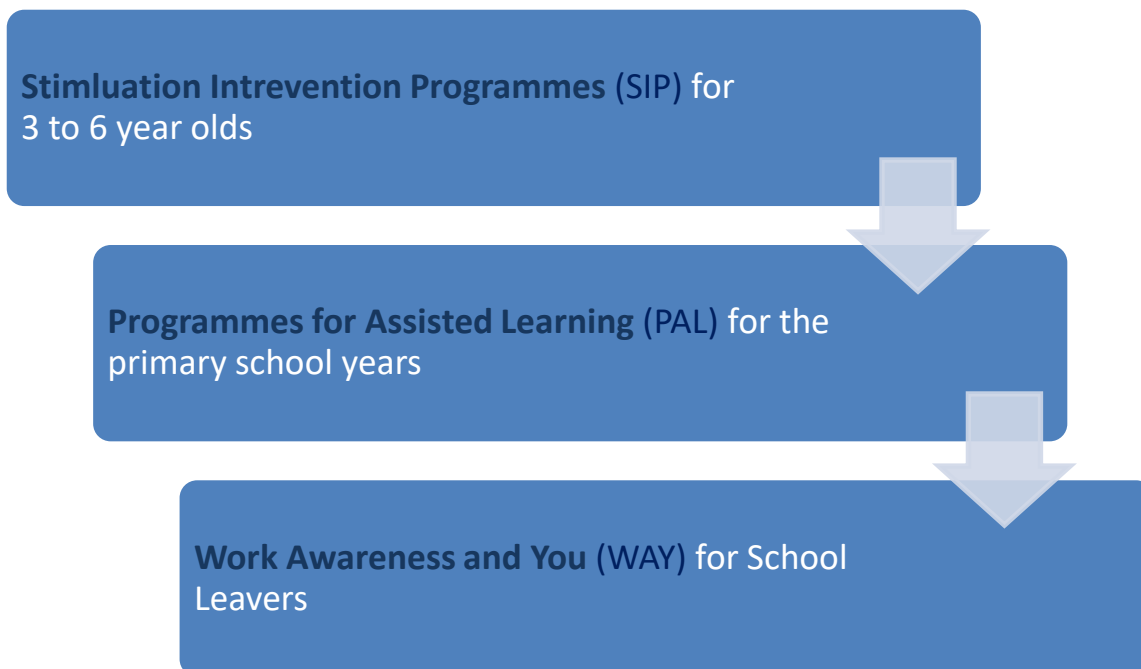 Stimluation Intrevention Programmes (SIP) for
3 to 6 year olds
Programmes for Assisted Learning (PAL) for the
primary school years
Work Awareness and You (WAY) for School
Leavers